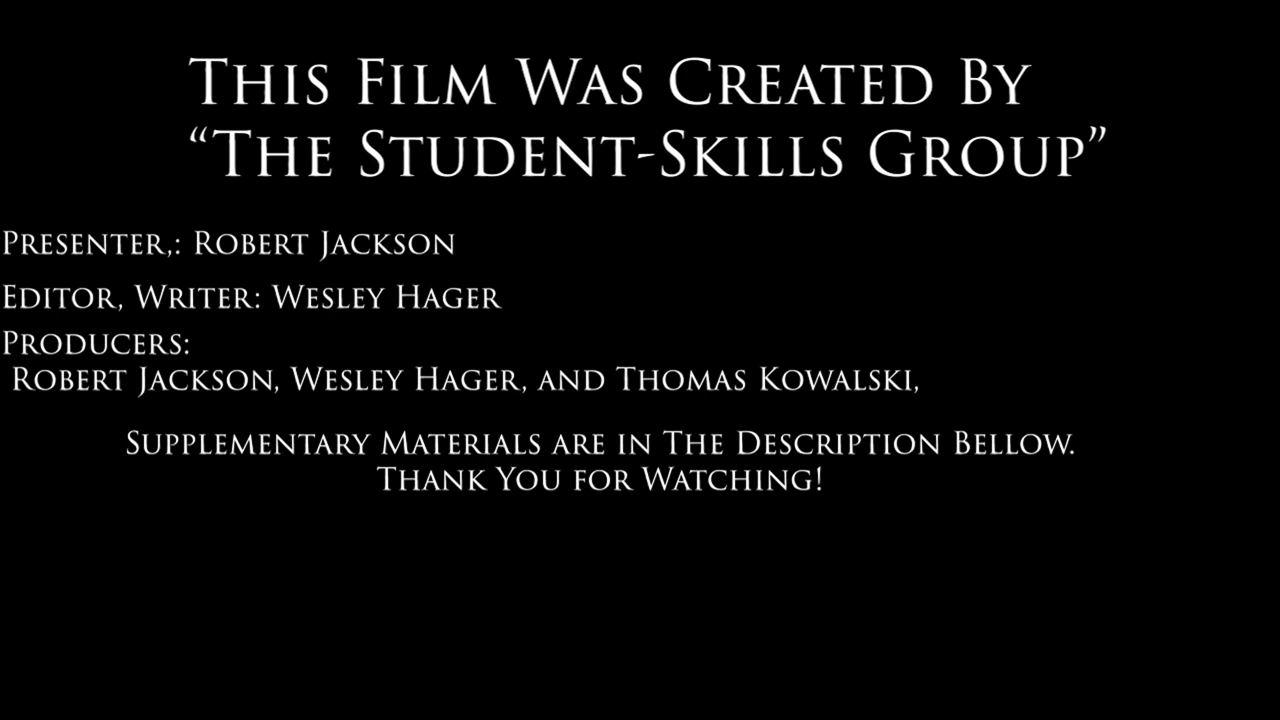 This Film Was Created By
“The Student-Skills Group”
Presenter,: Robert Jackson
Editor, Writer: Wesley Hager
Producers:
Robert Jackson, Wesley Hager, and Thomas Kowalski,
Supplementary Materials are in The Description Bellow.
Thank You for Watching!